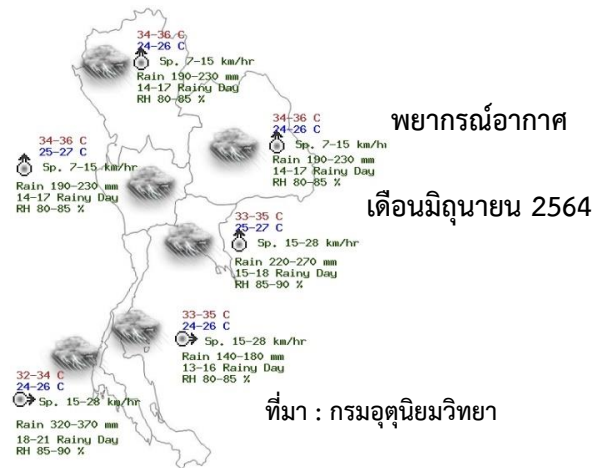 34-36 C
24-26 C
Sp. 7-15 km/hr
Rain 190-230 mm
14-17 Rainy Day
RH 80-85 %
34-36 C
24-26 C
Sp. 7-15 km/hr
Rain 190-230 mm
14-17 Rainy Day
RH 80-85 %
พยากรณ์อากาศ
34-36 C
25-27 C
Sp. 7-15 km/hr
Rain 190-230 mm
14-17 Rainy Day
RH 80-85 %
เดือนมิถุนายน 2564
33-35 C
25-27 C
Sp. 15-28 km/hr
Rain 220-270 mm
15-18 Rainy Day
RH 85-90 %
33-35 C
24-26 C
Sp. 15-28 km/hr
Rain 140-180 mm
13-16 Rainy Day
RH 80-85 %
32-34 C
24-26 C
Sp. 15-28 km/hr
Rain 320-370 mm
18-21 Rainy Day
RH 85-90 %
ที่มา : กรมอุตุนิยมวิทยา